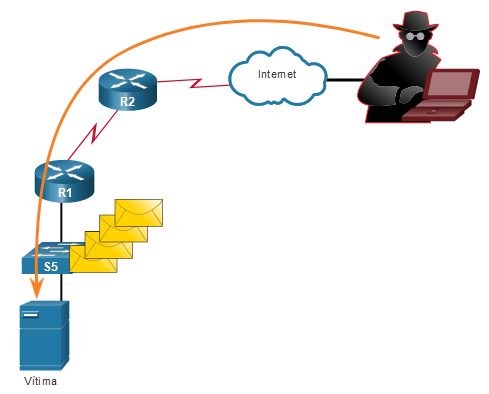 Internet
R2
R1
S5
Vítima